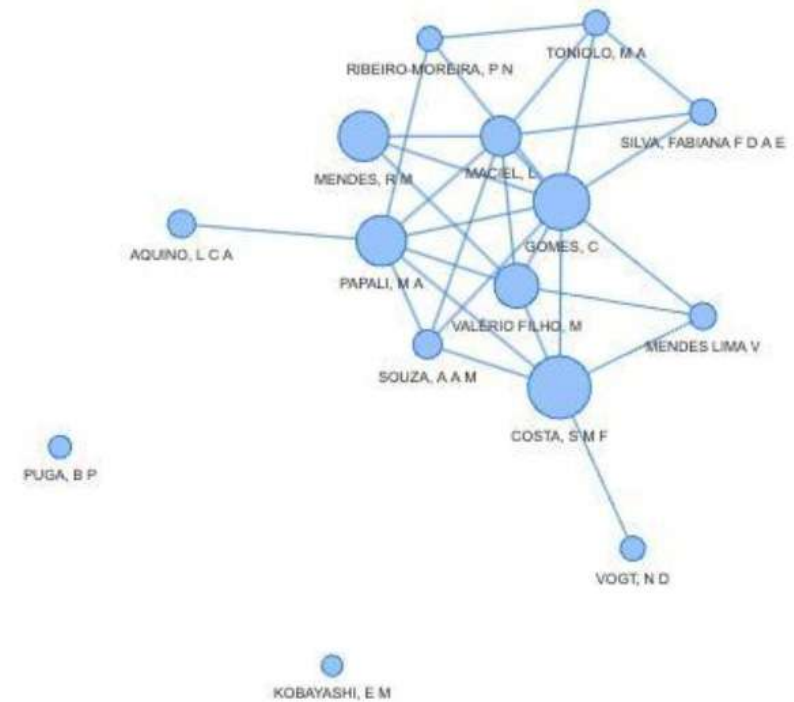 TONIOLO, M A
RIBEIRO-MOREIRA, P N
SILVA, FABIANA F D A E
MACIEL, L
MENDES, R M
GOMES, C
AQUINO, L C A
PAPALI, M A
VALÉRIO FILHO, M
MENDES LIMA V
SOUZA, A A M
COSTA, S M F
PUGA, B P
VOGT, N D
KOBAYASHI, E M